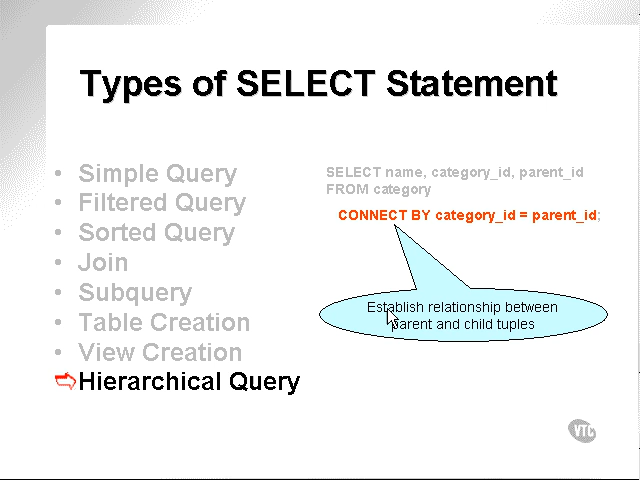 Types of SELECT Statement
• Simple Query
• Filtered Query
• Sorted Query
• Join
• Subquery
• Table Creation
• View Creation
Hierarchical Query
SELECT name, category_id, parent_id
FROM category
CONNECT BY category_id = parent_id;
Establish relationship between
parent and child tuples
VTC